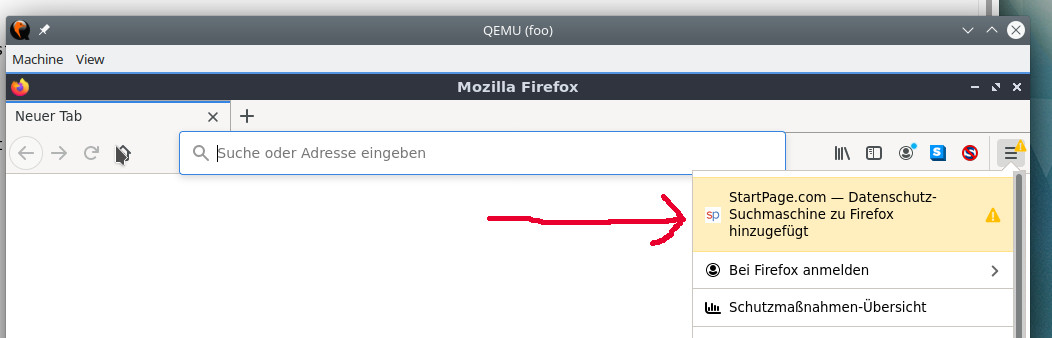 QEMU (foo)
Machine View
Mozilla Firefox
Neuer Tab
Suche oder Adresse eingeben
S
S
sp
StartPage.com — Datenschutz-
Suchmaschine zu Firefox
hinzugefügt
Bei Firefox anmelden
Schutzmaßnahmen-Übersicht